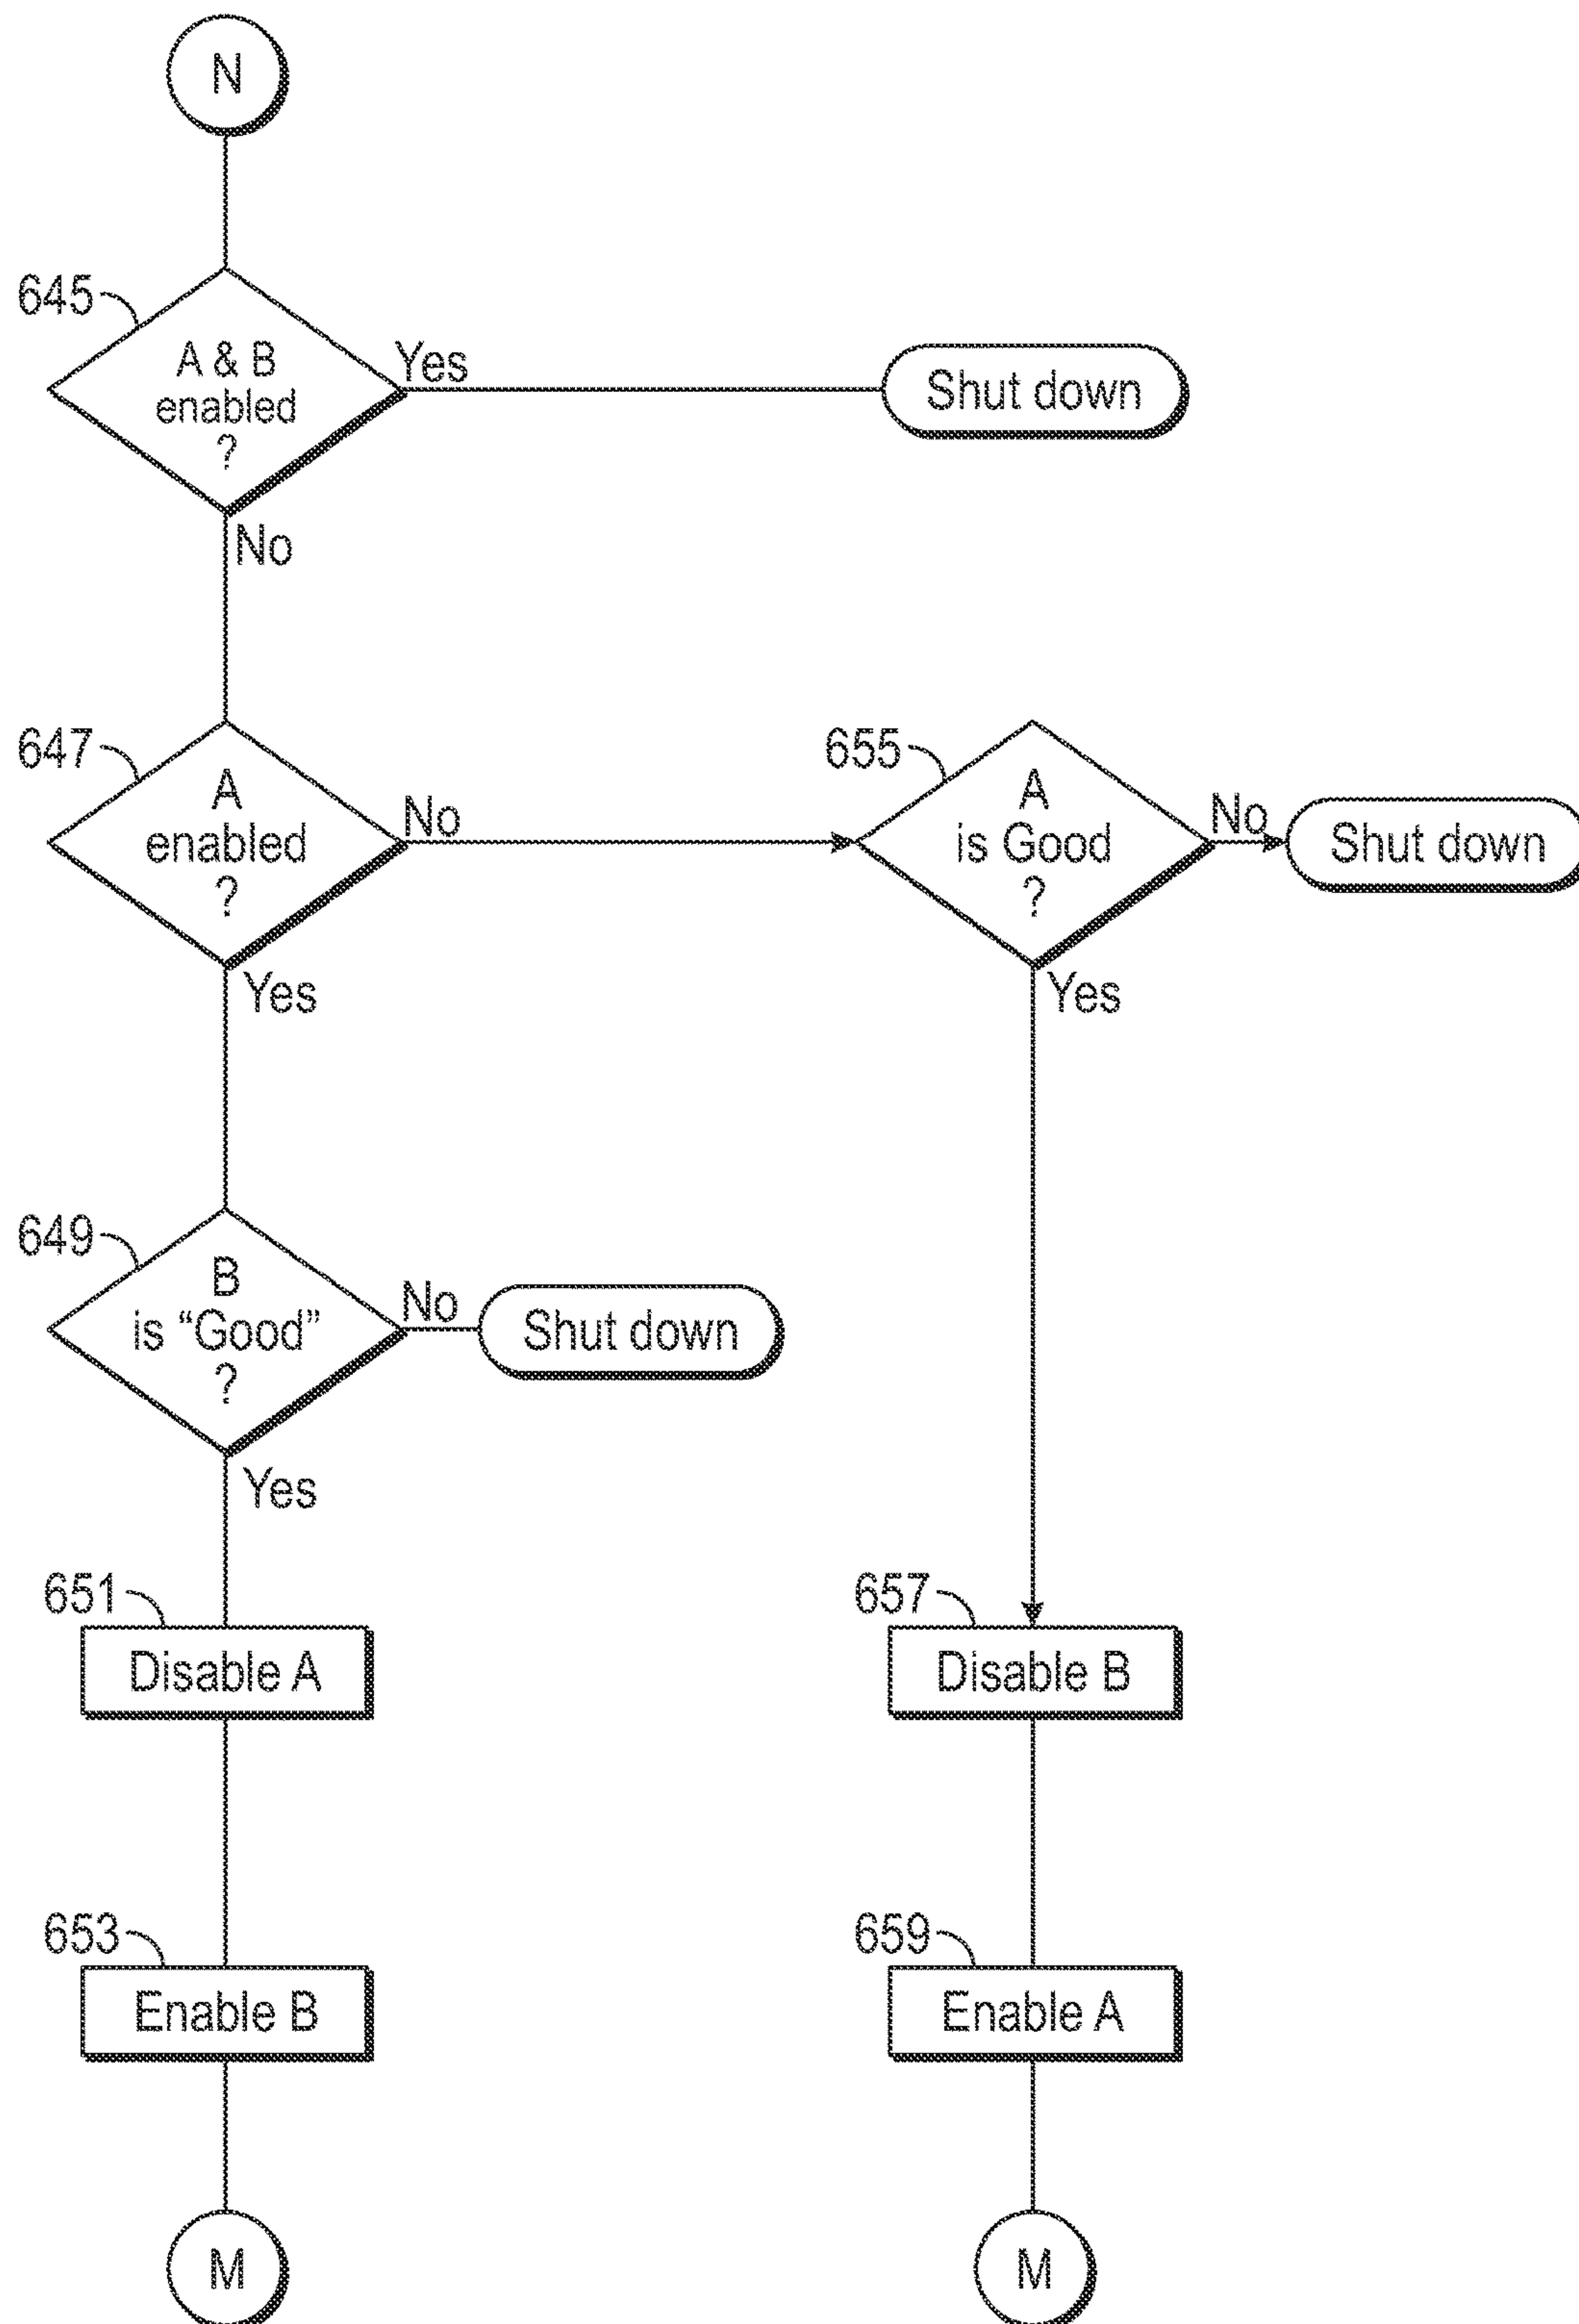 N
645
A & B
enabled
?
Yes
Shut down
No
647
A
enabled
?
No
Yes
655
A
is Good
?
No
Shut down
Yes
649
B
is “Good”
?
No
Shut down
Yes
651
Disable A
657
Disable B
653
Enable B
659
Enable A
M
M